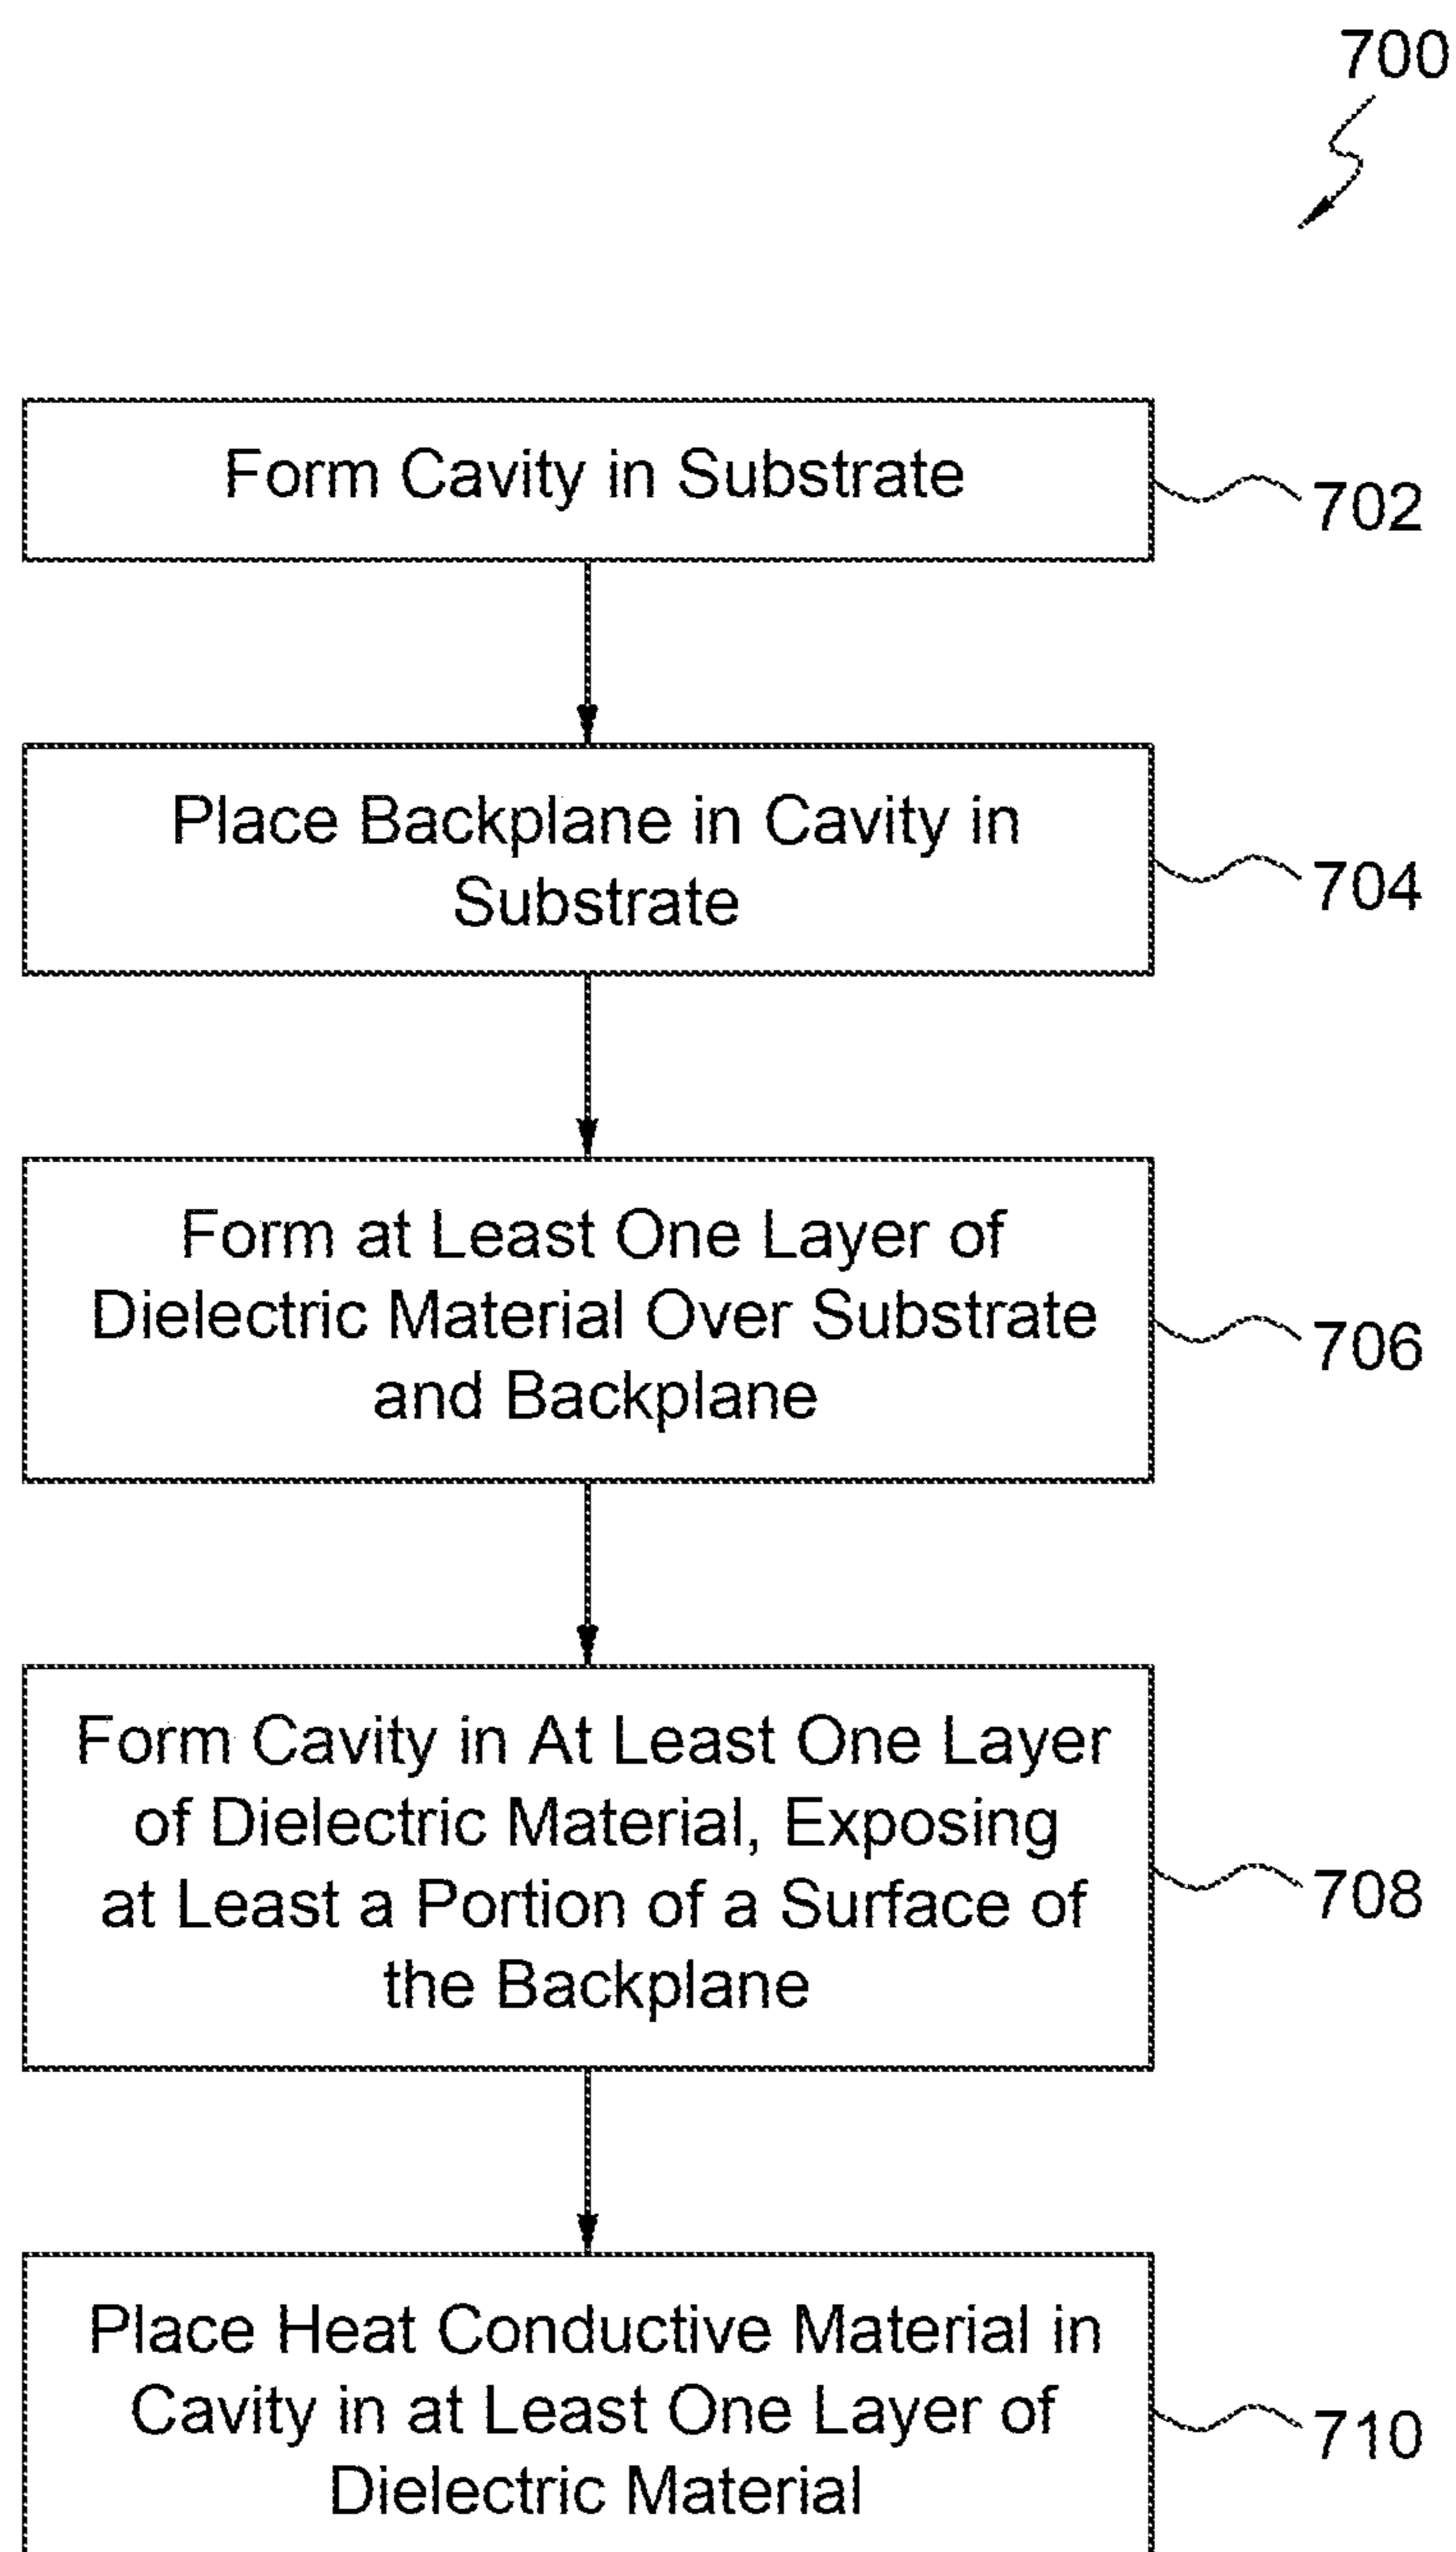 700
Form Cavity in Substrate
702
Place Backplane in Cavity in
Substrate
704
Form at Least One Layer of
Dielectric Material Over Substrate
and Backplane
706
Form Cavity in At Least One Layer
of Dielectric Material, Exposing
at Least a Portion of a Surface of
the Backplane
708
Place Heat Conductive Material in
Cavity in at Least One Layer of
Dielectric Material
710